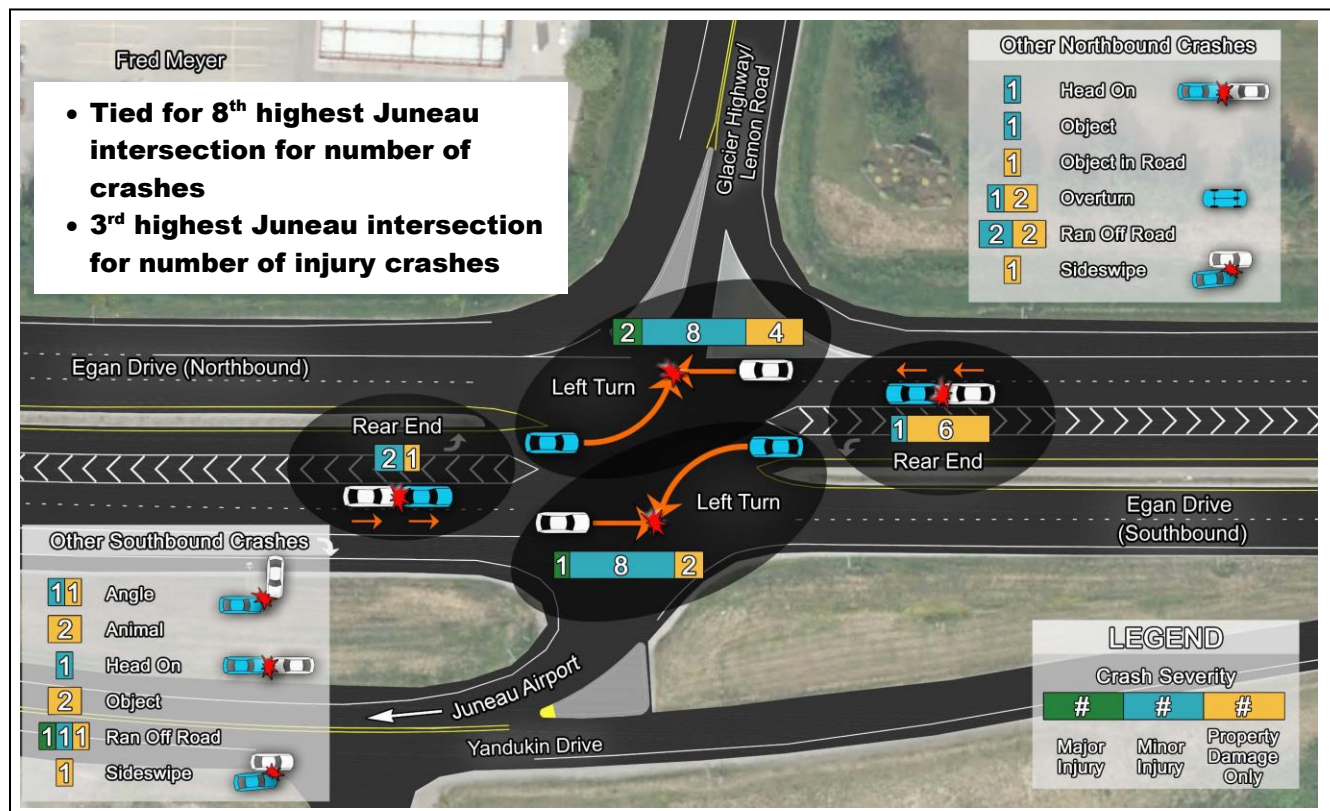 Fred Meyer
• Tied for 8th highest Juneau
intersection for number of
crashes
• 3rd highest Juneau intersection
for number of injury crashes
Glacier Highway/
Lemon Road
Other Northbound Crashes
1 Head On
1 Object
1 Object in Road
1 2 Overturn
2 2 Ran Off Road
1 Sideswipe
Egan Drive (Northbound)
2 8 4
Left Turn
Rear End
2 1
1 6
Rear End
Left Turn
1 8 2
Egan Drive
(Southbound)
Other Southbound Crashes
1 1 Angle
2 Animal
1 Head On
2 Object
1 1 1 Ran Off Road
1 Sideswipe
Juneau Airport
Yandukin Drive
LEGEND
Crash Severity
# # #
Major
Injury
Minor
Injury
Property
Damage
Only